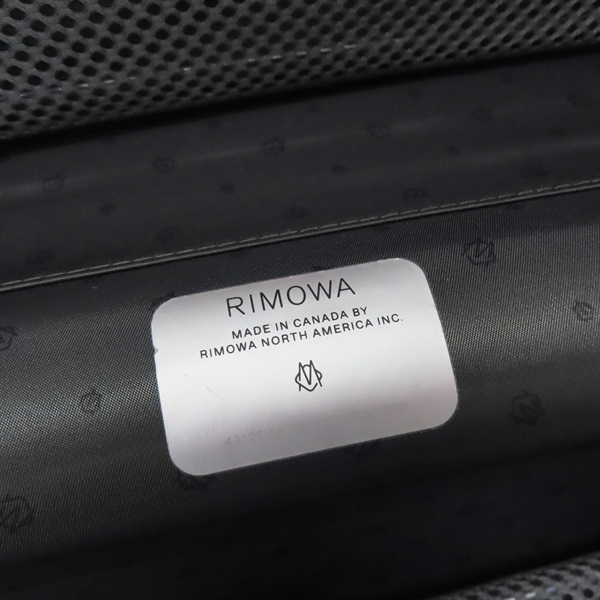 RIMOWA
MADE IN CANADA BY
RIMOWA NORTH AMERICA INC.